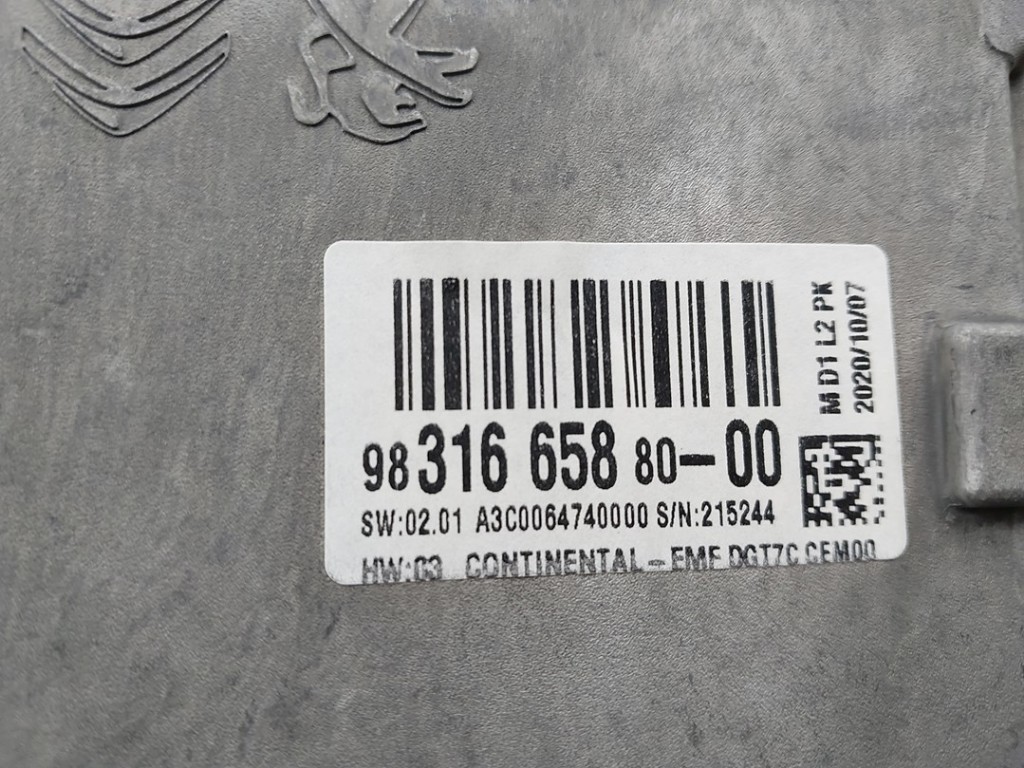 98 316 658 80-00
SW:02.01 A3C0064740000 S/N:215244
HW:03 CONTINENTAL-EMF DGT7C CEM00
MD1 L2 PK
2020/10/07